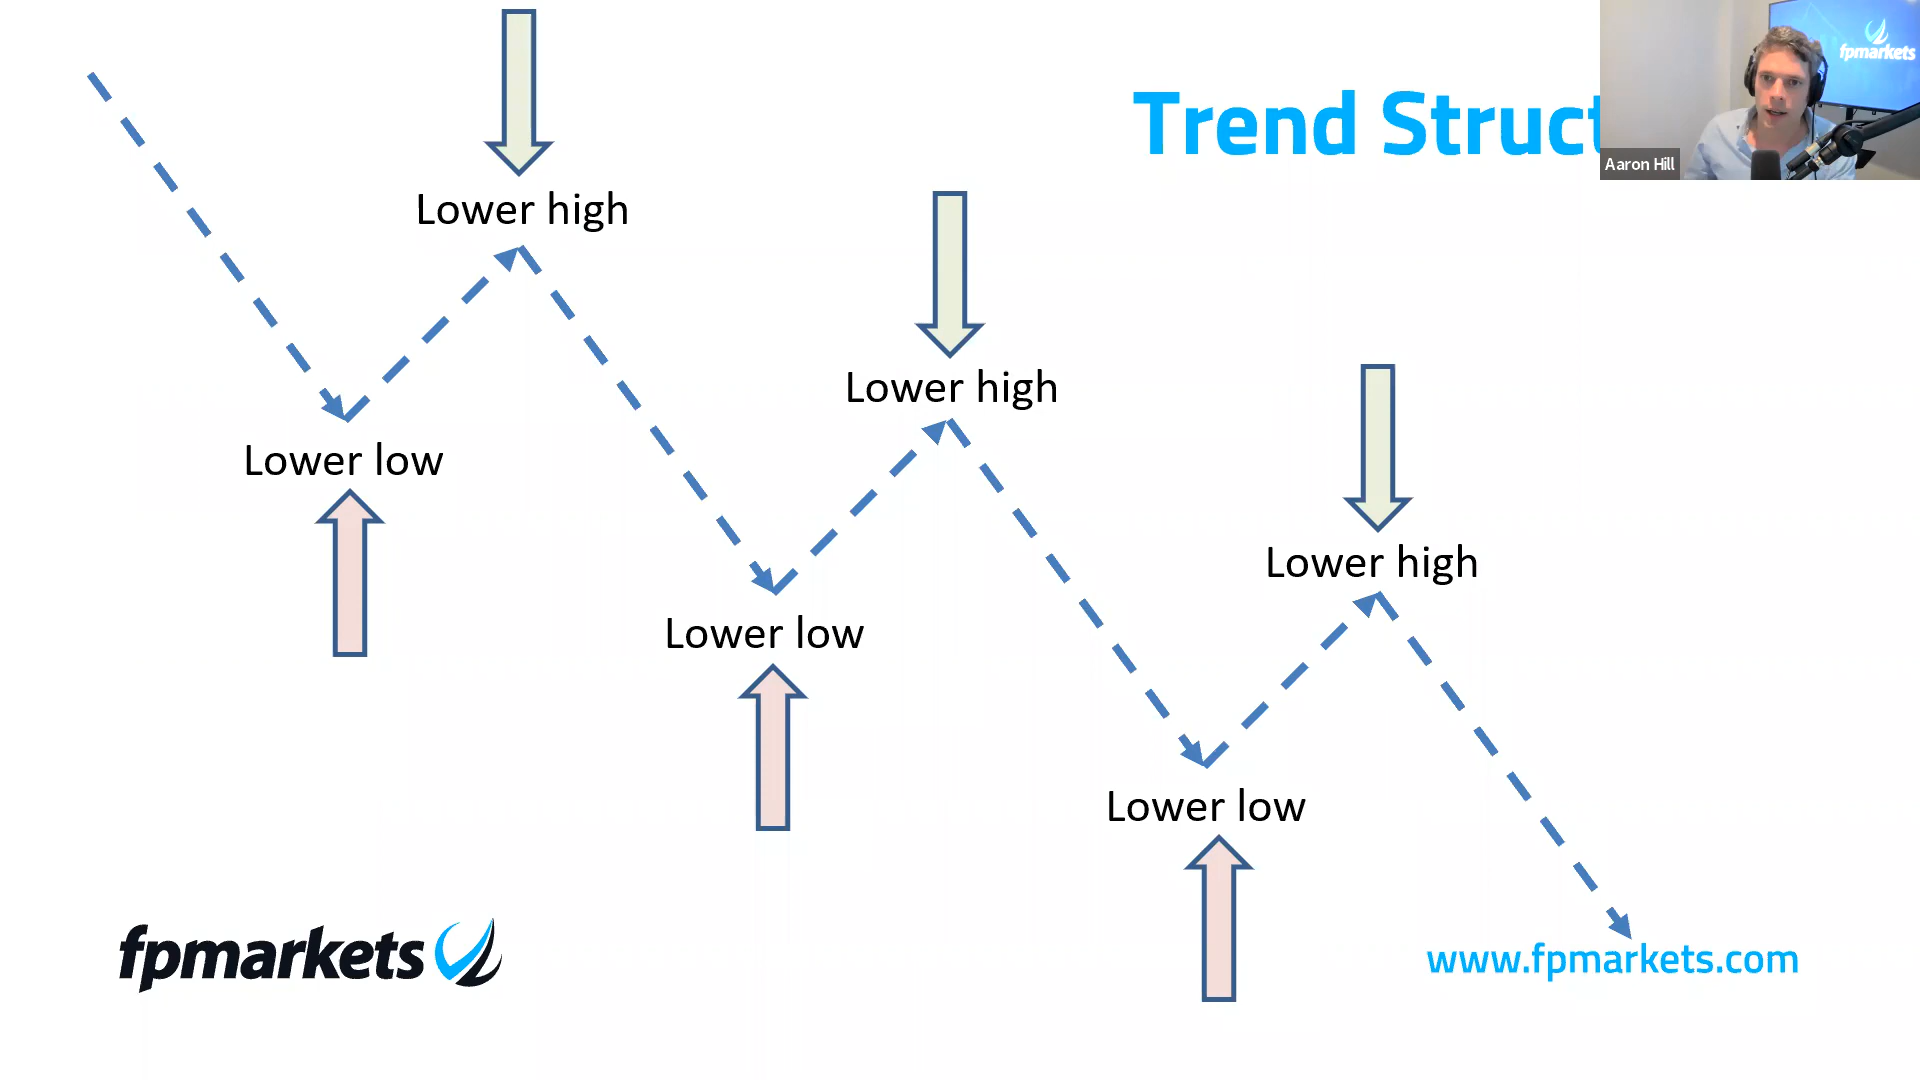 fpmarkets
Trend Struct
Aaron Hill
Lower high
Lower high
Lower low
Lower high
Lower low
Lower low
fpmarkets
www.fpmarkets.com